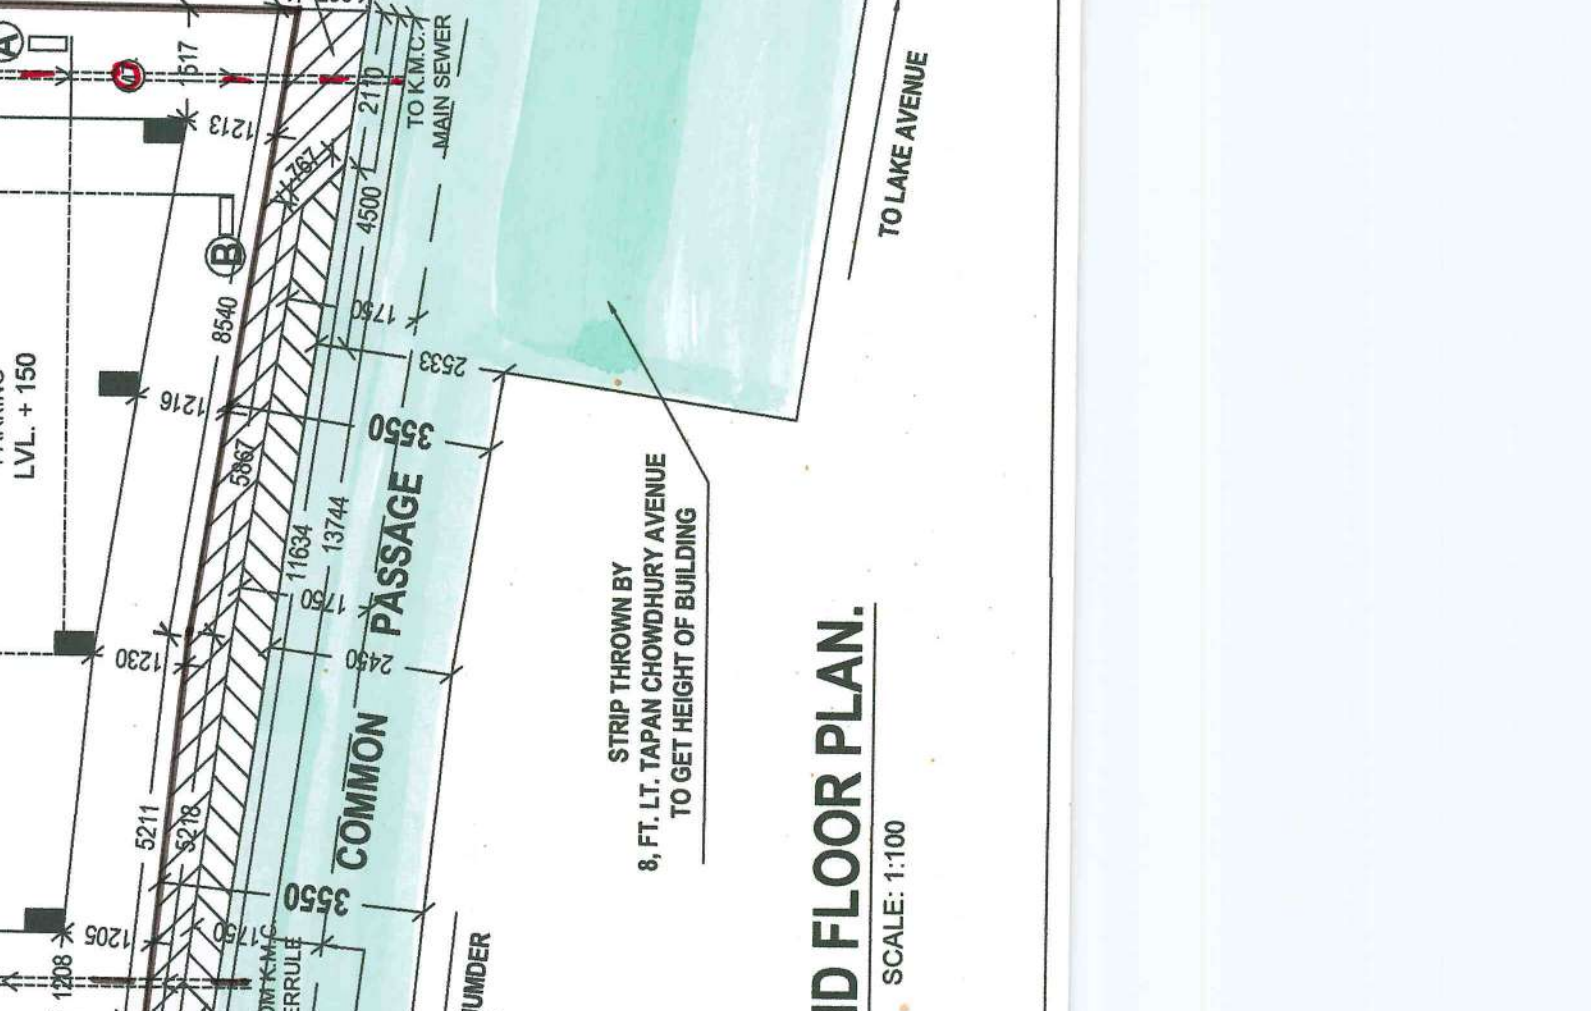 A
517
1213
767
2110
TO K.M.C.
MAIN SEWER
4500
B
8540
1750
2533
1216
3550
LVL. + 150
5867
11634
13744
1750
COMMON PASSAGE
1230
2450
5211
5218
3550
1205
1750
1208
TO LAKE AVENUE
STRIP THROWN BY
8, FT. LT. TAPAN CHOWDHURY AVENUE
TO GET HEIGHT OF BUILDING
FLOOR PLAN.
SCALE: 1:100